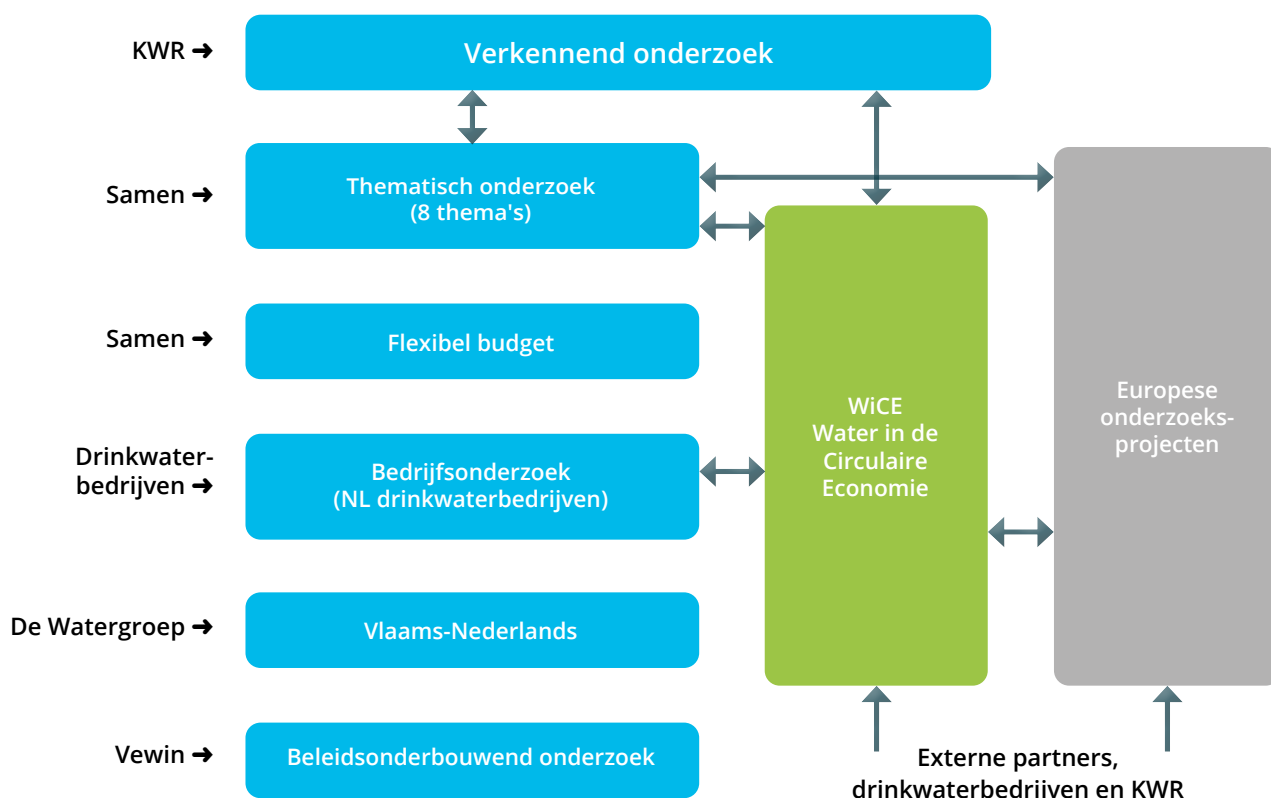 KWR ➔
Verkennend onderzoek
Samen ➔
Thematisch onderzoek
(8 thema's)
Samen ➔
Flexibel budget
Drinkwater-
bedrijven ➔
Bedrijfsonderzoek
(NL drinkwaterbedrijven)
De Watergroep ➔
Vlaams-Nederlands
Vewin ➔
Beleidsonderbouwend onderzoek
WiCE
Water in de
Circulaire
Economie
Europese
onderzoeks-
projecten
Externe partners,
drinkwaterbedrijven en KWR